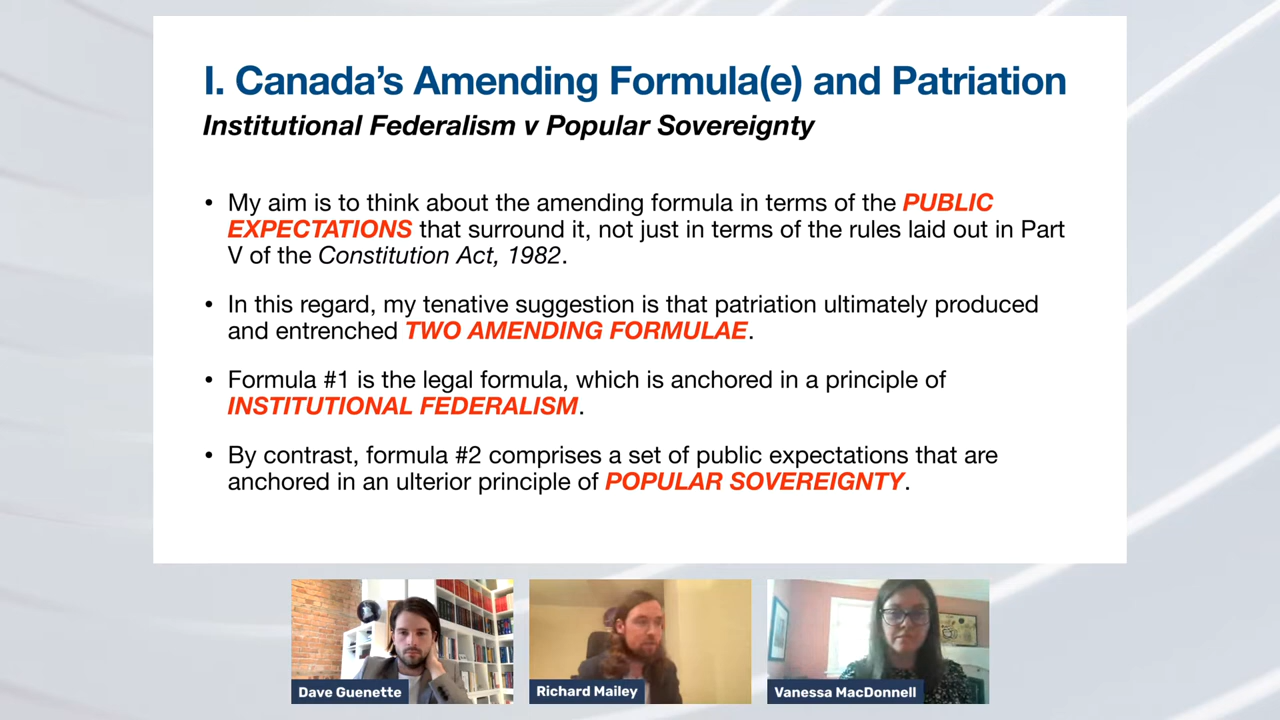 I. Canada’s Amending Formula(e) and Patriation
Institutional Federalism v Popular Sovereignty
• My aim is to think about the amending formula in terms of the PUBLIC
EXPECTATIONS that surround it, not just in terms of the rules laid out in Part
V of the Constitution Act, 1982.
• In this regard, my tenative suggestion is that patriation ultimately produced
and entrenched TWO AMENDING FORMULAE.
• Formula #1 is the legal formula, which is anchored in a principle of
INSTITUTIONAL FEDERALISM.
• By contrast, formula #2 comprises a set of public expectations that are
anchored in an ulterior principle of POPULAR SOVEREIGNTY.
Dave Guenette
Richard Mailey
Vanessa MacDonnell